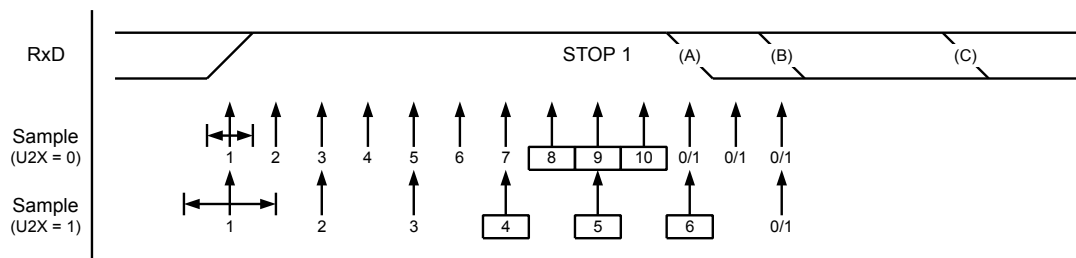 RxD STOP 1 (A) (B) (C)
Sample
(U2X = 0)
1 2 3 4 5 6 7 8 9 10 0/1 0/1 0/1
Sample
(U2X = 1)
1 2 3 4 5 6 0/1